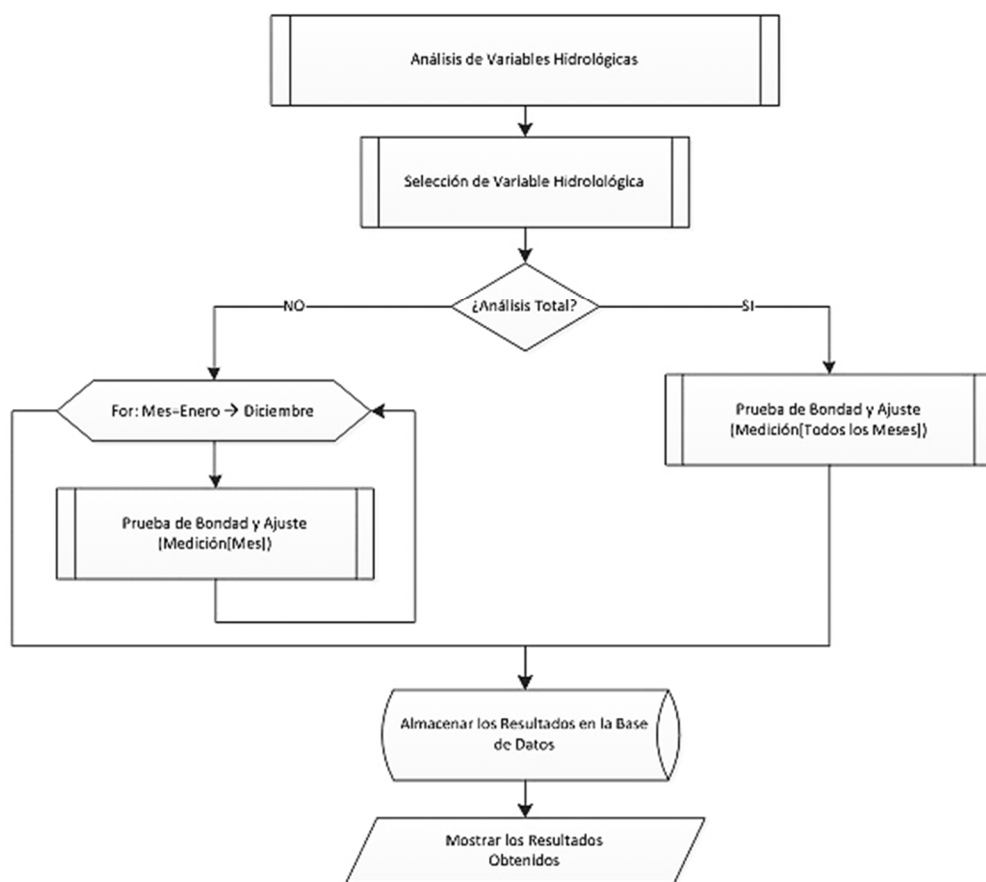 Análisis de Variables Hidrológicas
Selección de Variable Hidrolológica
¿Análisis Total?
NO
SI
For: Mes–Enero → Diciembre
Prueba de Bondad y Ajuste
(Medición[Todos los Meses])
Prueba de Bondad y Ajuste
(Medición[Mes])
Almacenar los Resultados en la Base
de Datos
Mostrar los Resultados
Obtenidos